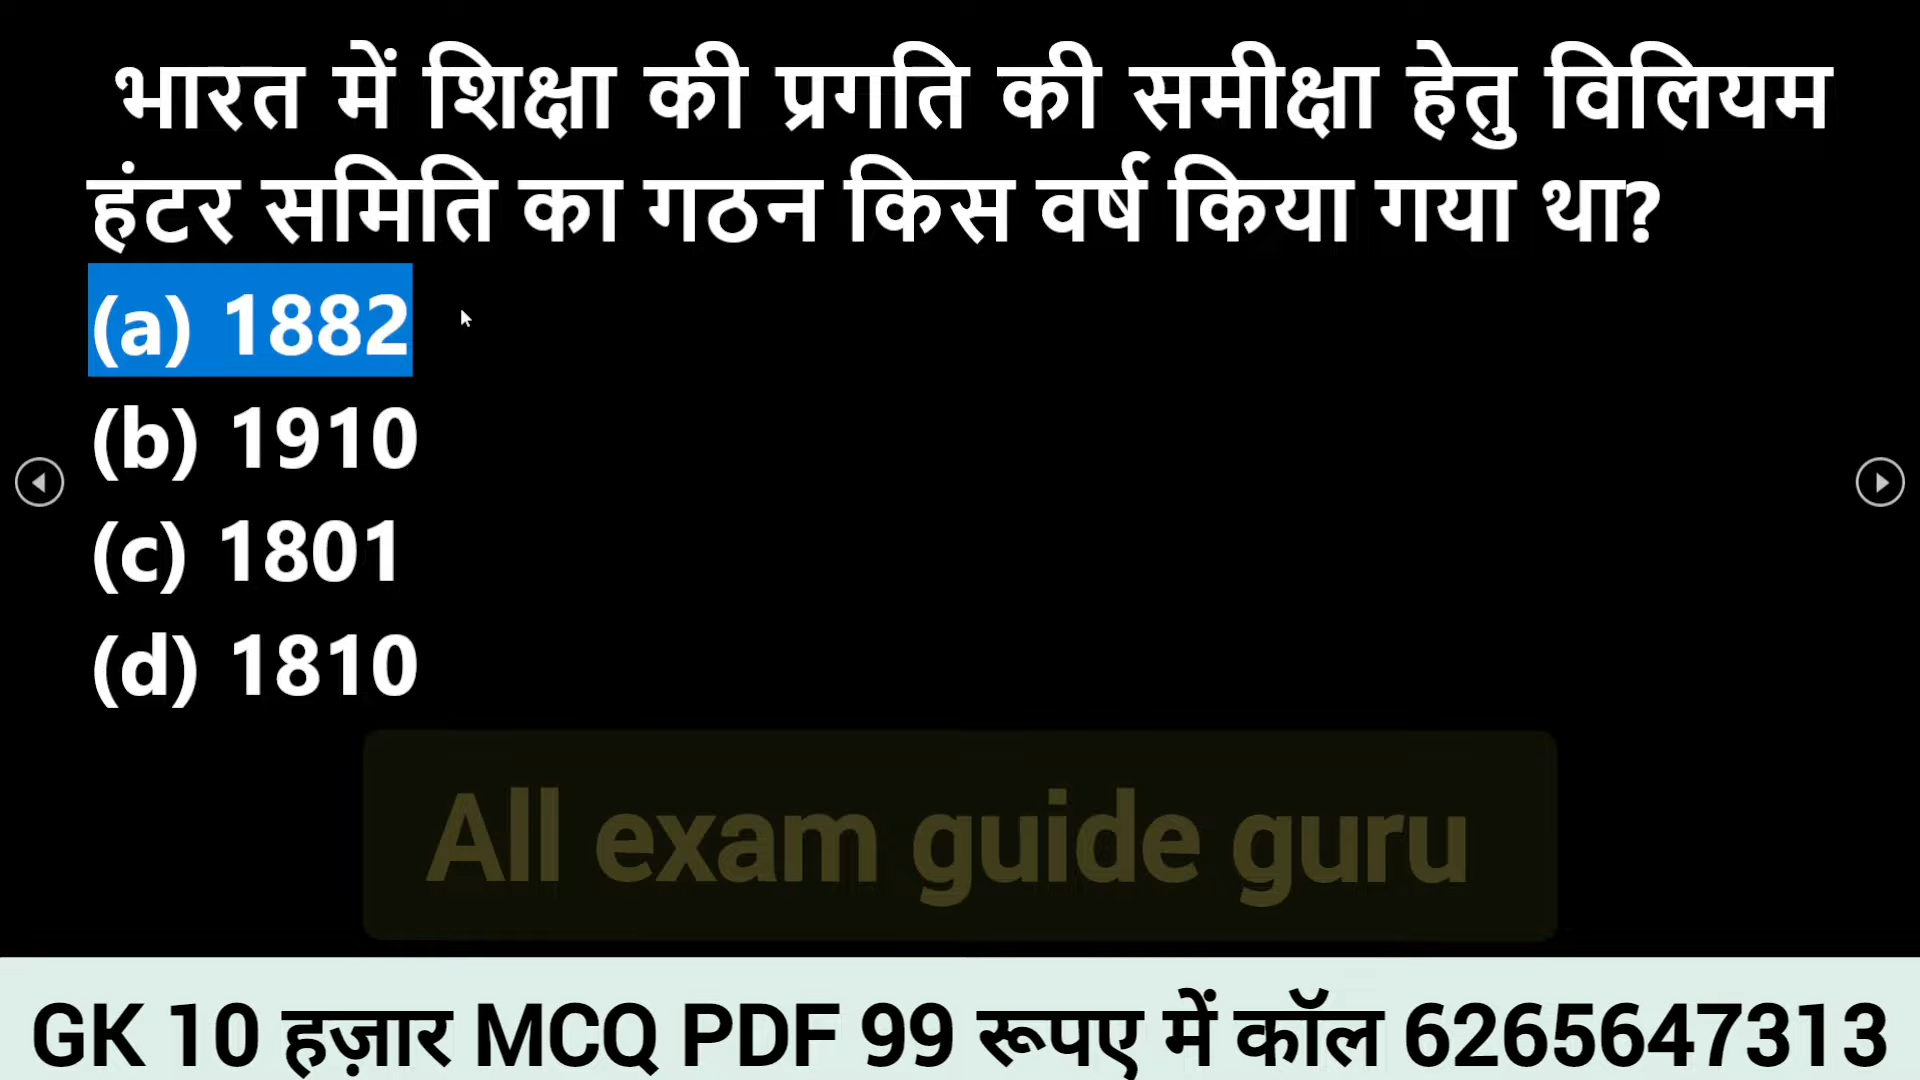 भारत में शिक्षा की प्रगति की समीक्षा हेतु विलियम
हंटर समिति का गठन किस वर्ष किया गया था?
(a) 1882
(b) 1910
(c) 1801
(d) 1810
All exam guide guru
GK 10 हज़ार MCQ PDF 99 रूपए में कॉल 6265647313